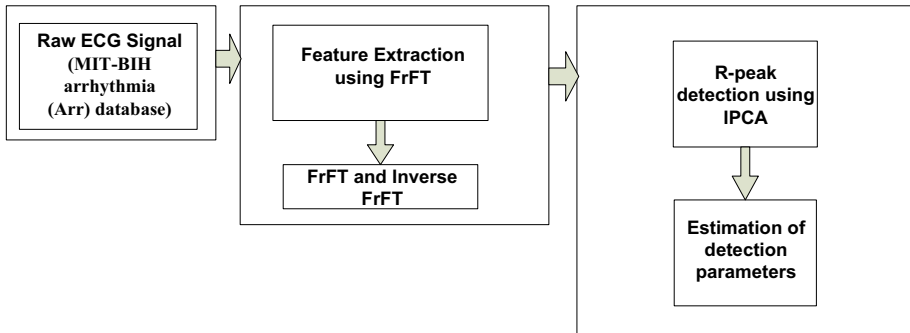 Raw ECG Signal
(MIT-BIH
arrhythmia
(Arr) database)
Feature Extraction
using FrFT
FrFT and Inverse
FrFT
R-peak
detection using
IPCA
Estimation of
detection
parameters